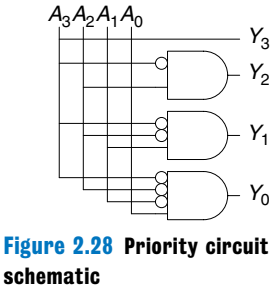 A₃A₂A₁A₀
Y₃
Y₂
Y₁
Y₀
Figure 2.28 Priority circuit
schematic